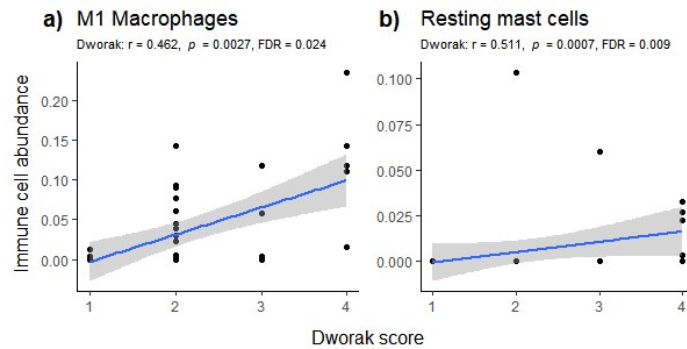 a) M1 Macrophages
Dworak: r = 0.462, p = 0.0027, FDR = 0.024
b) Resting mast cells
Dworak: r = 0.511, p = 0.0007, FDR = 0.009
Immune cell abundance
0.20
0.15
0.10
0.05
0.00
1 2 3 4
0.100
0.075
0.050
0.025
0.000
1 2 3 4
Dworak score